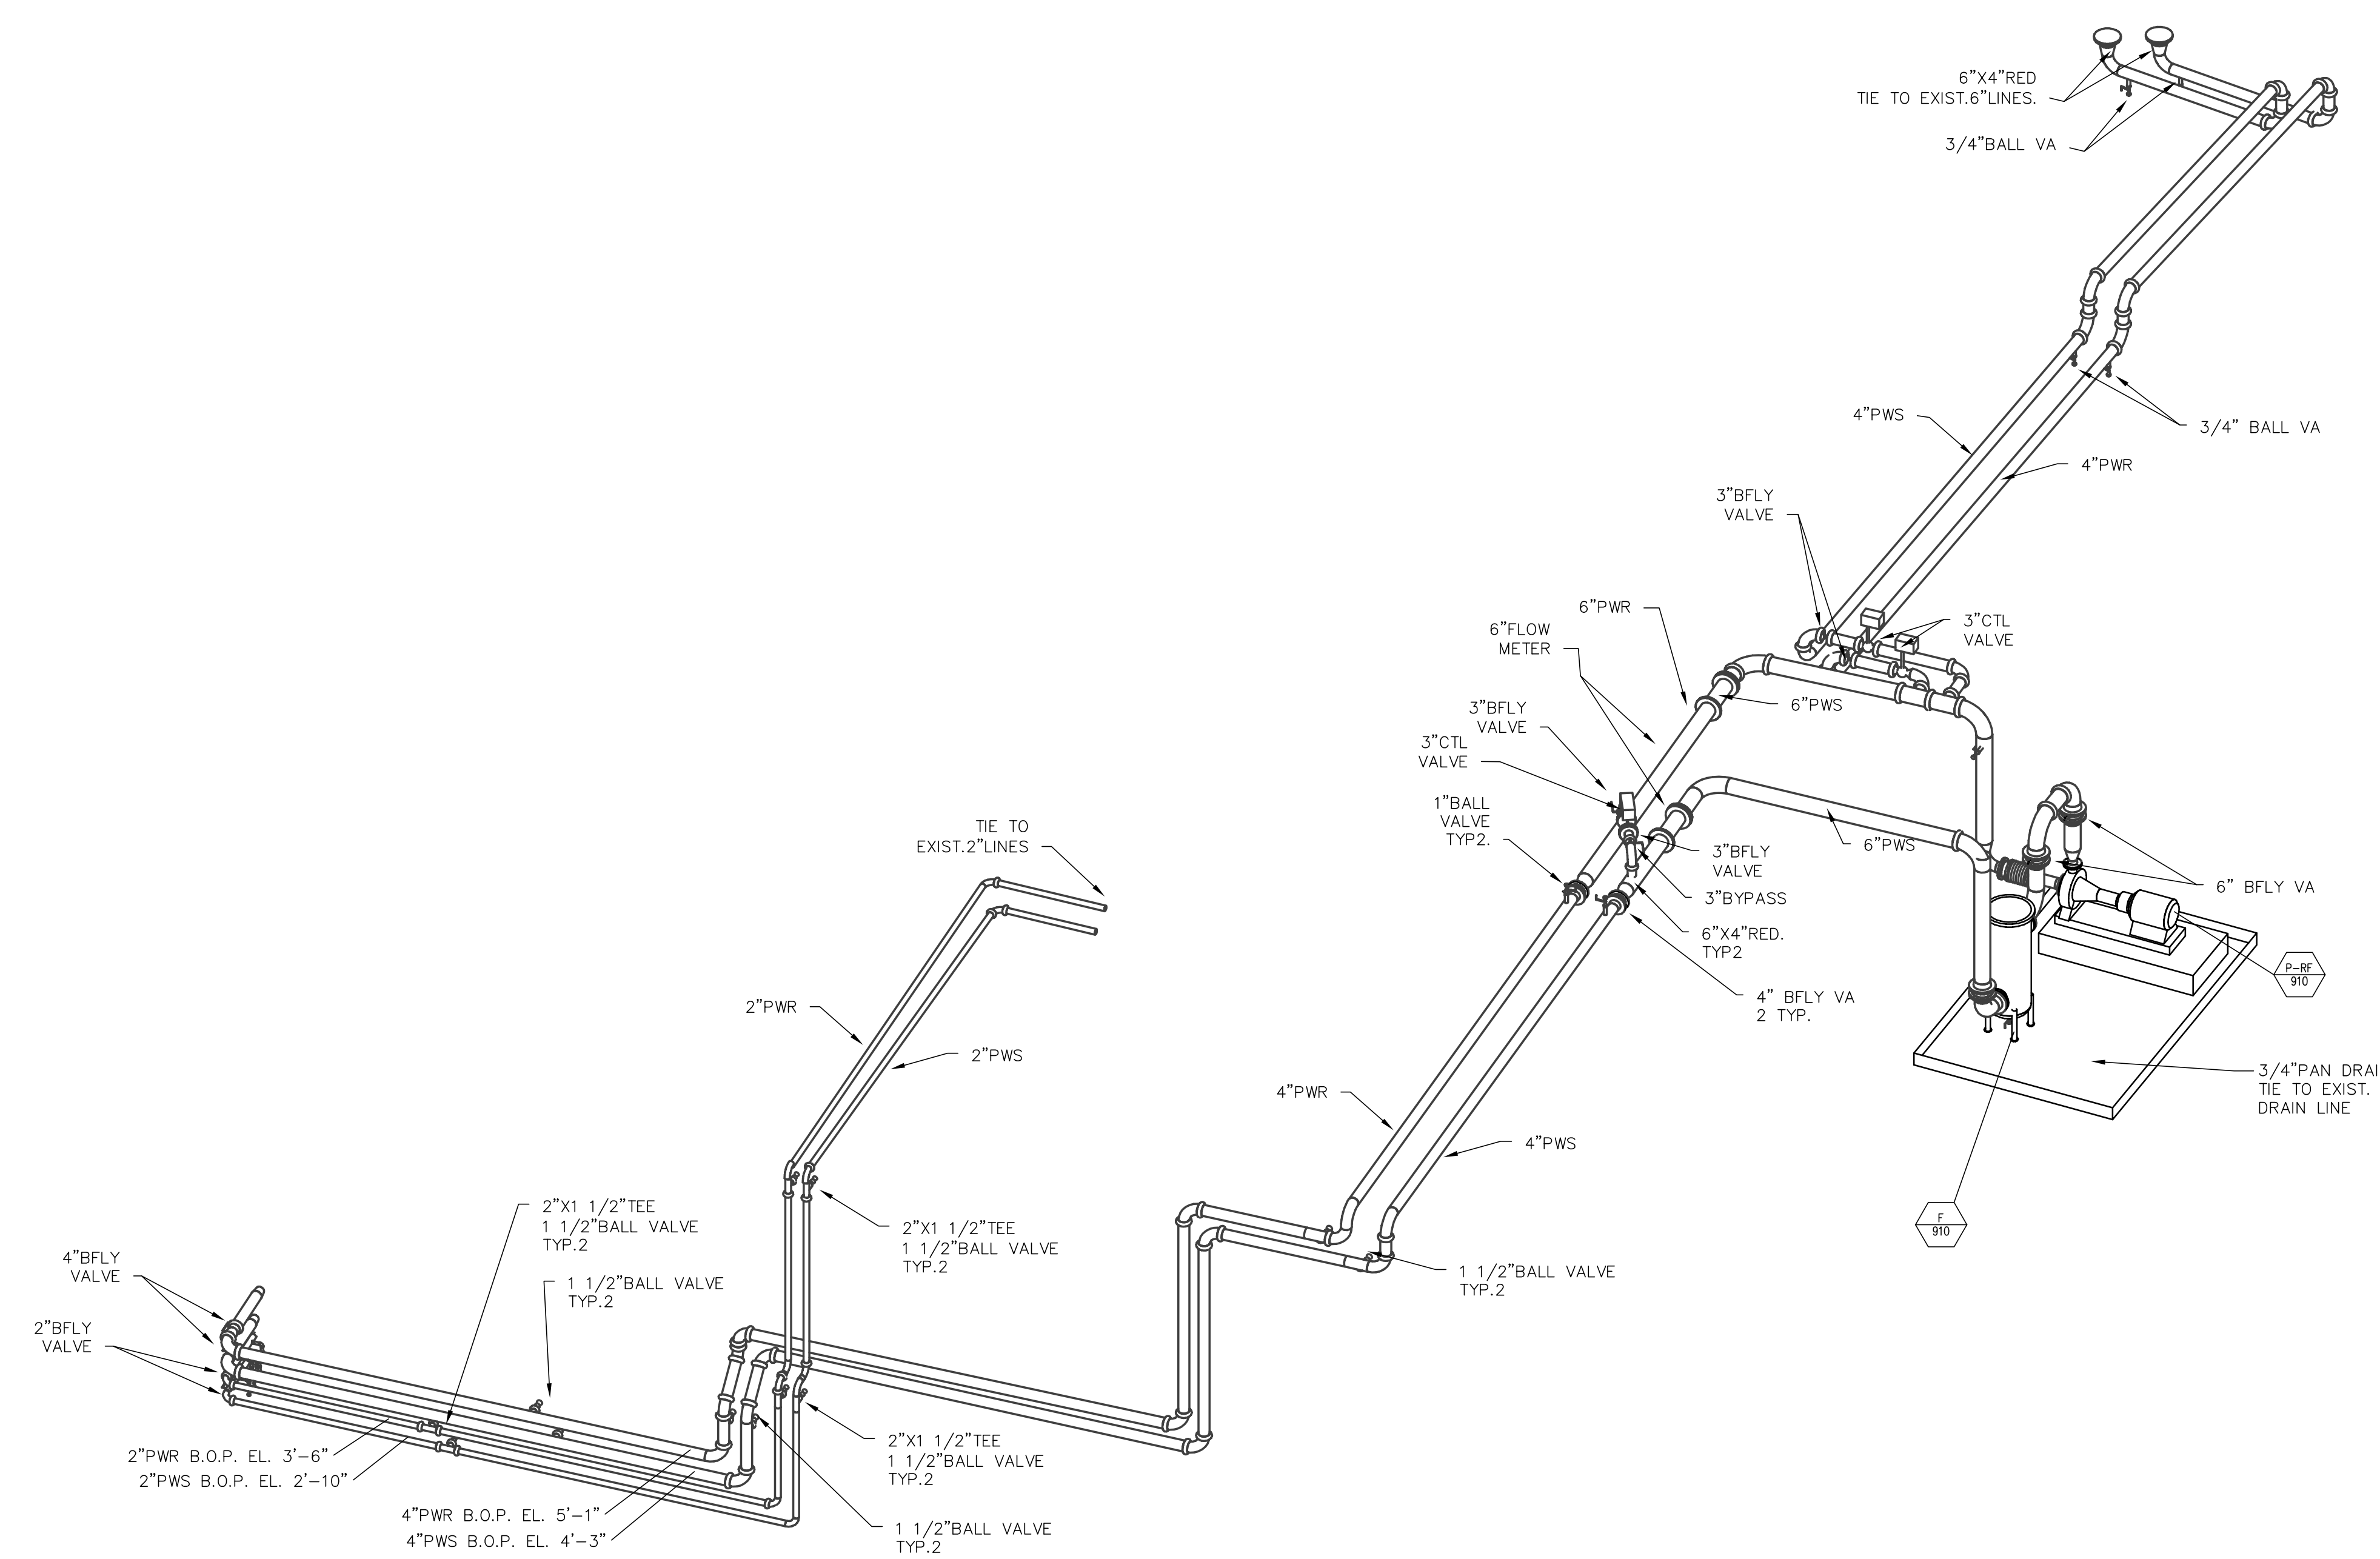 6”X4”RED
TIE TO EXIST.6”LINES.
3/4”BALL VA
4”PWS
3/4” BALL VA
4”PWR
3”BFLY
VALVE
6”PWR
3”CTL
VALVE
6”FLOW
METER
6”PWS
3”BFLY
VALVE
3”CTL
VALVE
1”BALL
VALVE
TYP2.
3”BFLY
VALVE
6”PWS
3”BYPASS
6” BFLY VA
TIE TO
EXIST.2”LINES
6”X4”RED.
TYP2
P-RF
910
4” BFLY VA
2 TYP.
2”PWR
2”PWS
3/4”PAN DRAI
TIE TO EXIST.
DRAIN LINE
4”PWR
4”PWS
F
910
2”X1 1/2”TEE
1 1/2”BALL VALVE
TYP.2
2”X1 1/2”TEE
1 1/2”BALL VALVE
TYP.2
4”BFLY
VALVE
1 1/2”BALL VALVE
TYP.2
1 1/2”BALL VALVE
TYP.2
2”BFLY
VALVE
2”PWR B.O.P. EL. 3’-6”
2”PWS B.O.P. EL. 2’-10”
2”X1 1/2”TEE
1 1/2”BALL VALVE
TYP.2
4”PWR B.O.P. EL. 5’-1”
4”PWS B.O.P. EL. 4’-3”
1 1/2”BALL VALVE
TYP.2